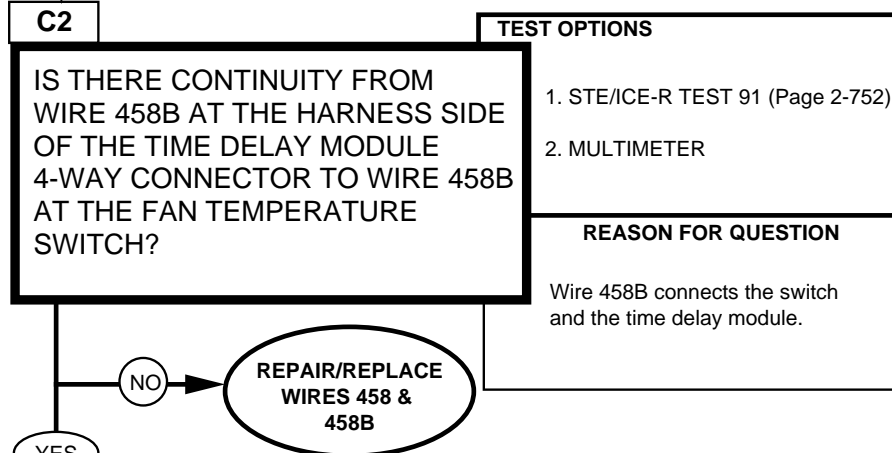 C2
IS THERE CONTINUITY FROM
WIRE 458B AT THE HARNESS SIDE
OF THE TIME DELAY MODULE
4-WAY CONNECTOR TO WIRE 458B
AT THE FAN TEMPERATURE
SWITCH?
TEST OPTIONS
1. STE/ICE-R TEST 91 (Page 2-752)
2. MULTIMETER
REASON FOR QUESTION
Wire 458B connects the switch
and the time delay module.
NO
REPAIR/REPLACE
WIRES 458 &
458B
YES